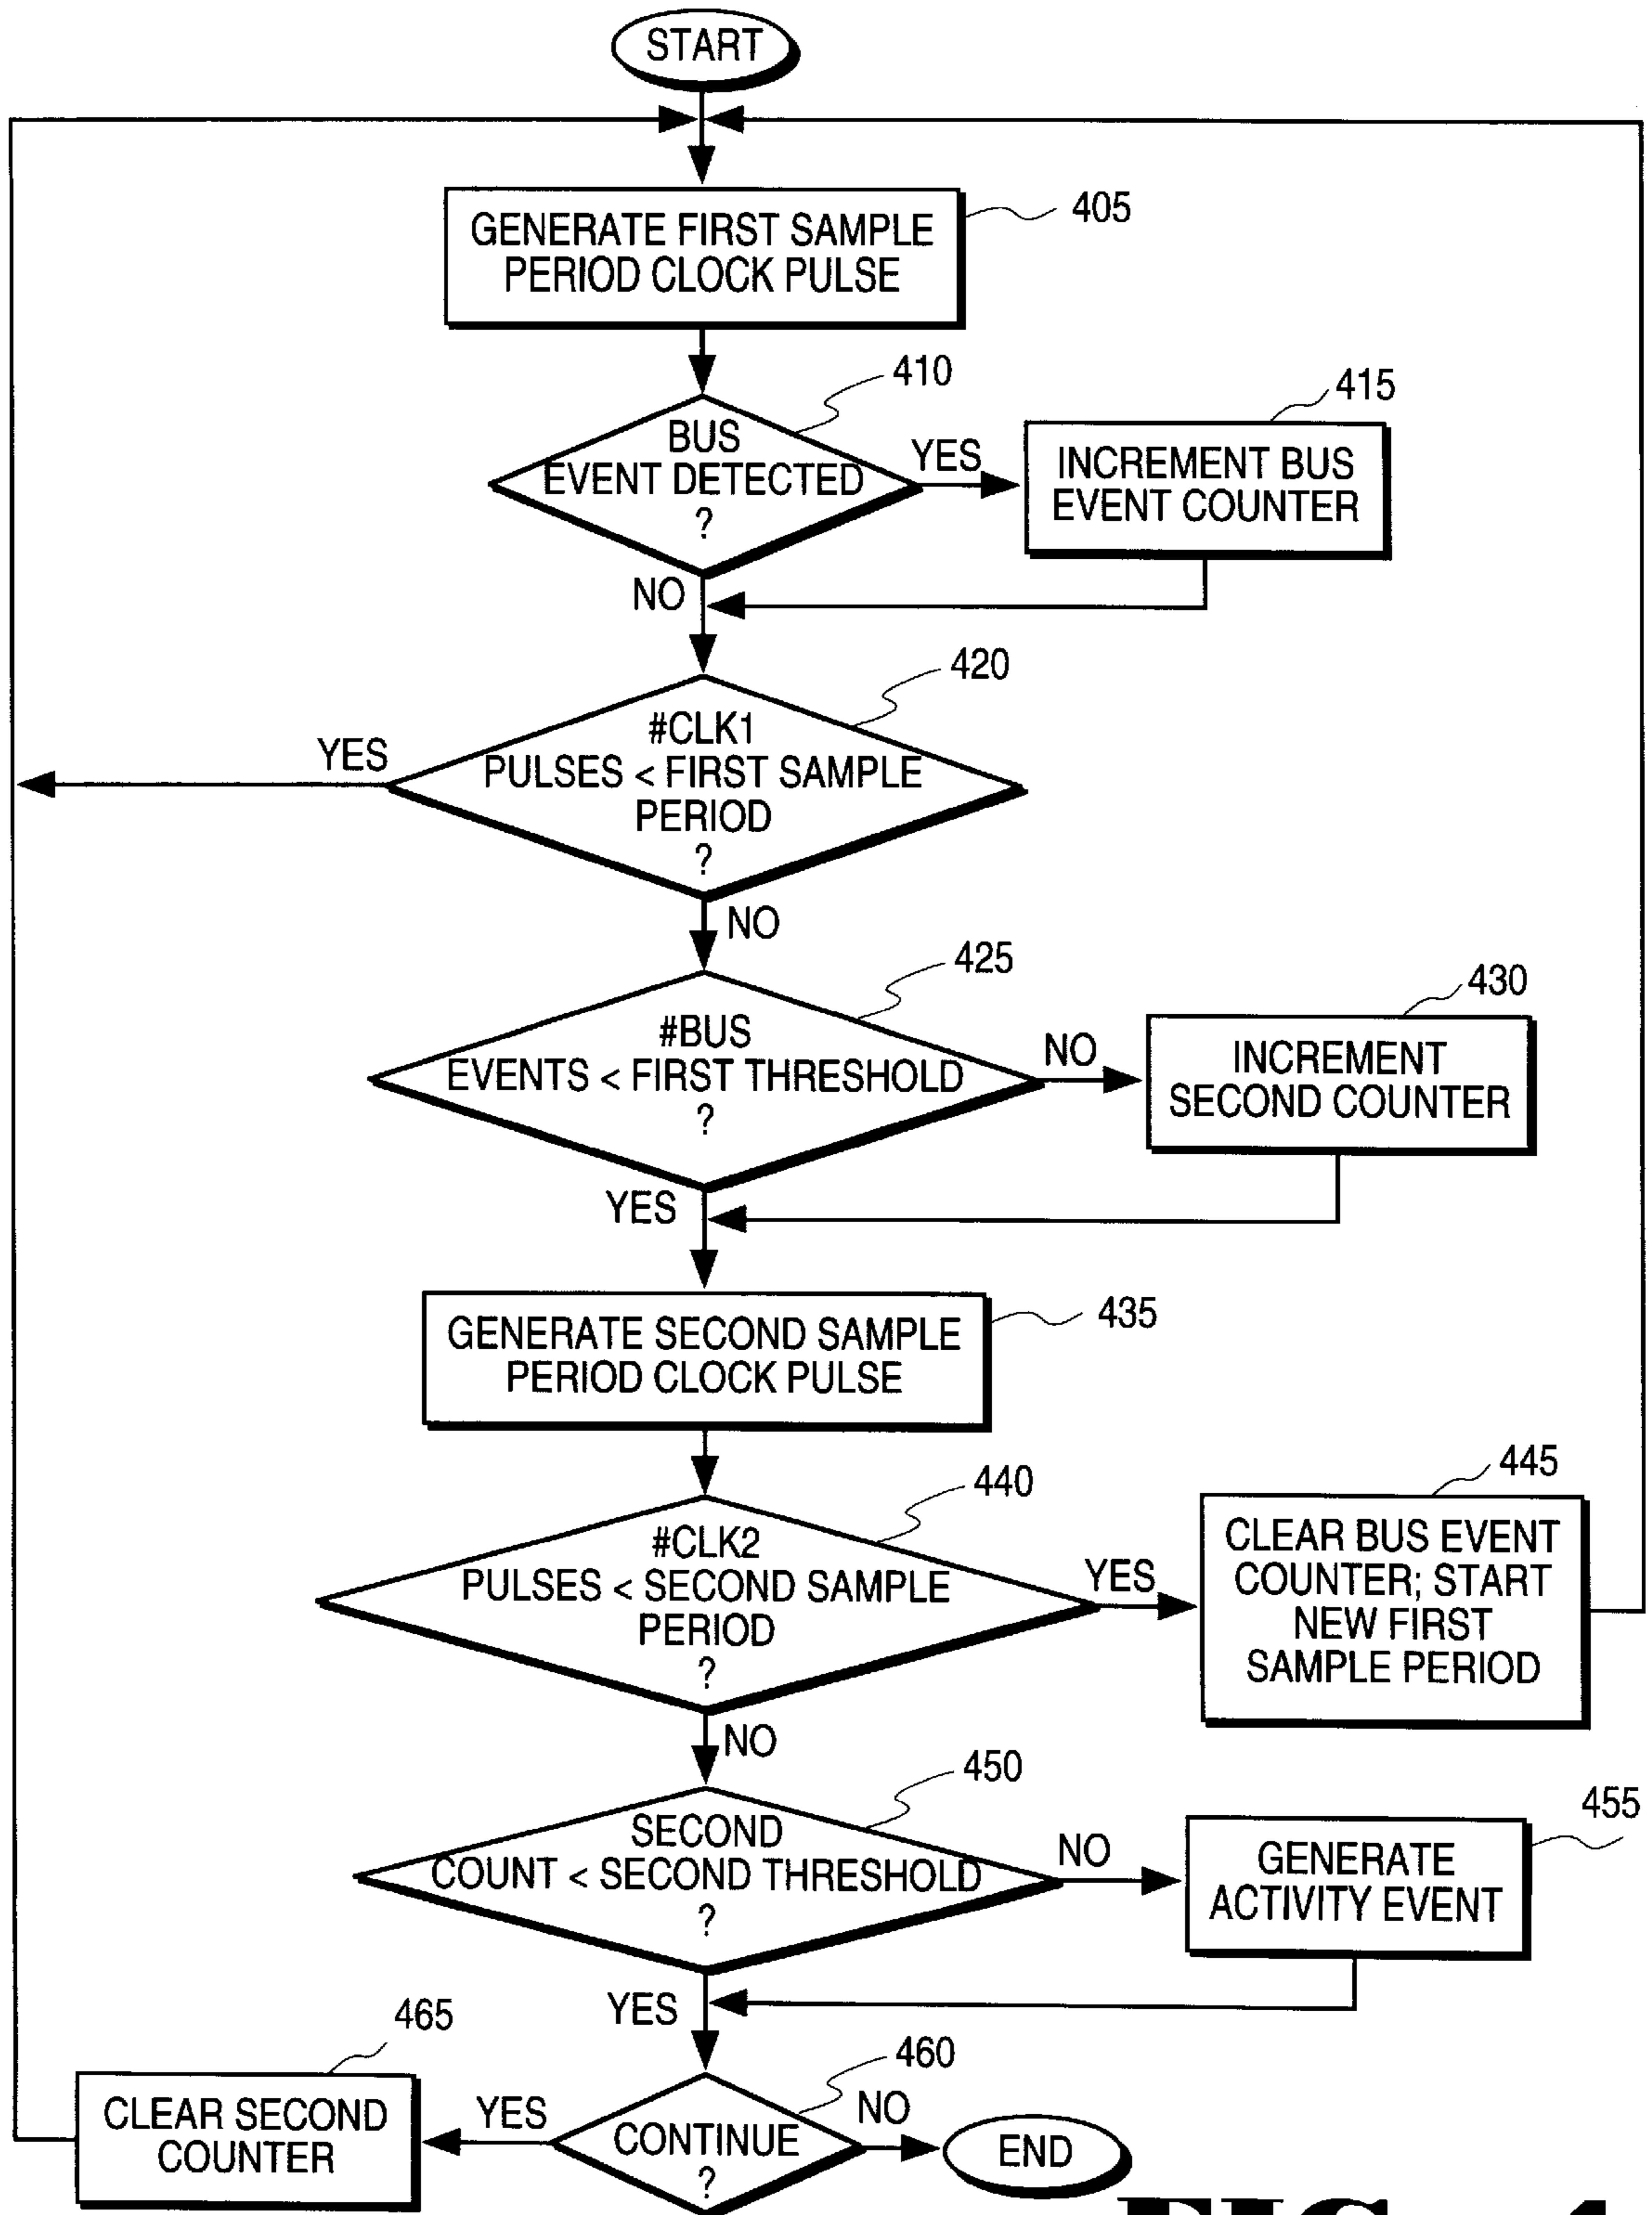 START
GENERATE FIRST SAMPLE
PERIOD CLOCK PULSE
405
410
BUS
EVENT DETECTED
?
YES
415
INCREMENT BUS
EVENT COUNTER
NO
420
#CLK1
PULSES < FIRST SAMPLE
PERIOD
?
YES
NO
425
#BUS
EVENTS < FIRST THRESHOLD
?
NO
430
INCREMENT
SECOND COUNTER
YES
GENERATE SECOND SAMPLE
PERIOD CLOCK PULSE
435
440
#CLK2
PULSES < SECOND SAMPLE
PERIOD
?
YES
445
CLEAR BUS EVENT
COUNTER; START
NEW FIRST
SAMPLE PERIOD
NO
450
SECOND
COUNT < SECOND THRESHOLD
?
NO
455
GENERATE
ACTIVITY EVENT
YES
460
CONTINUE
?
YES
465
CLEAR SECOND
COUNTER
NO
END